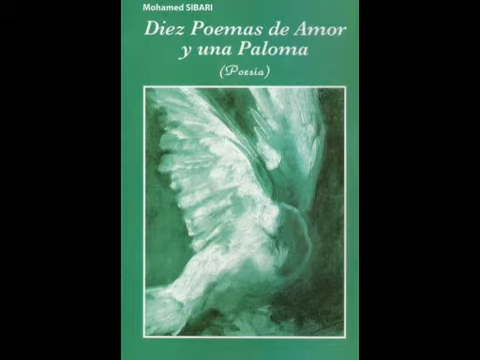 Mohamed SIBARI
Diez Poemas de Amor
y una Paloma
(Poesía)